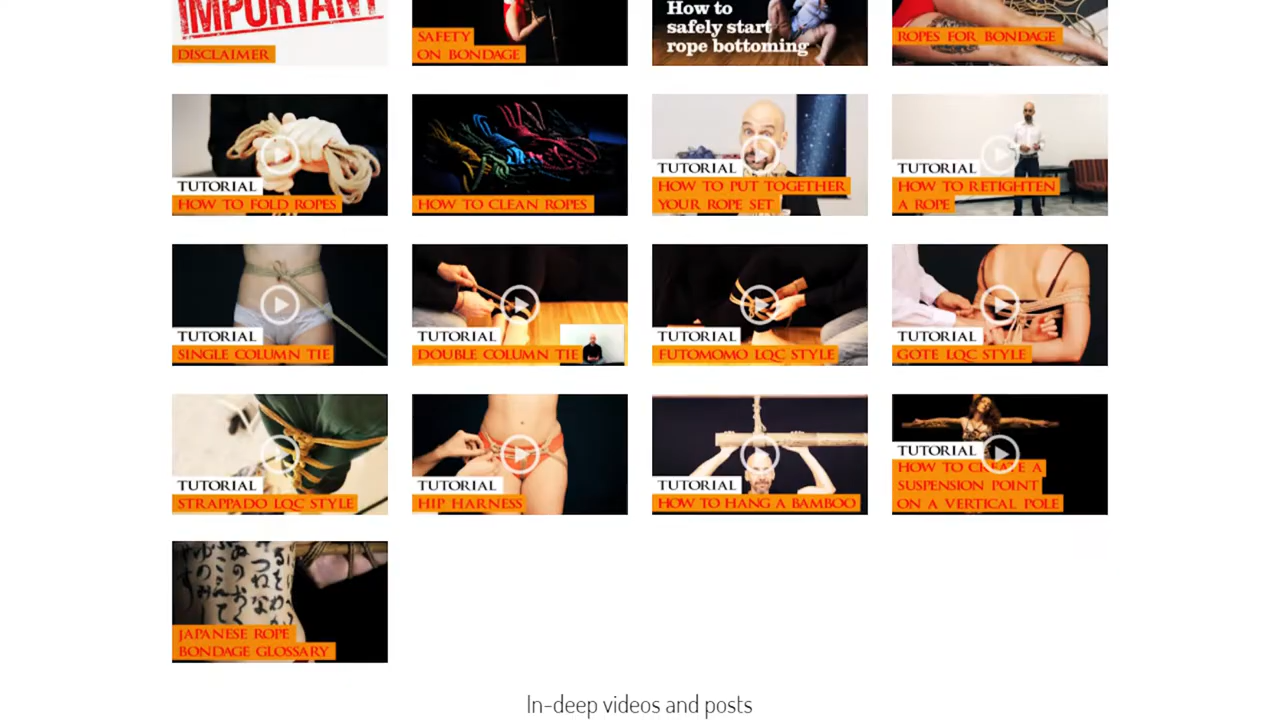 IMPORTANT
DISCLAIMER
SAFETY
ON BONDAGE
How to
safely start
rope bottoming
ROPES FOR BONDAGE
TUTORIAL
HOW TO FOLD ROPES
HOW TO CLEAN ROPES
TUTORIAL
HOW TO PUT TOGETHER
YOUR ROPE SET
TUTORIAL
HOW TO RETIGHTEN
A ROPE
TUTORIAL
SINGLE COLUMN TIE
TUTORIAL
DOUBLE COLUMN TIE
TUTORIAL
FUTOMOMO LQC STYLE
TUTORIAL
GOTE LQC STYLE
TUTORIAL
STRAPPADO LQC STYLE
TUTORIAL
HIP HARNESS
TUTORIAL
HOW TO HANG A BAMBOO
TUTORIAL
HOW TO CREATE A
SUSPENSION POINT
ON A VERTICAL POLE
JAPANESE ROPE
BONDAGE GLOSSARY
In-deep videos and posts